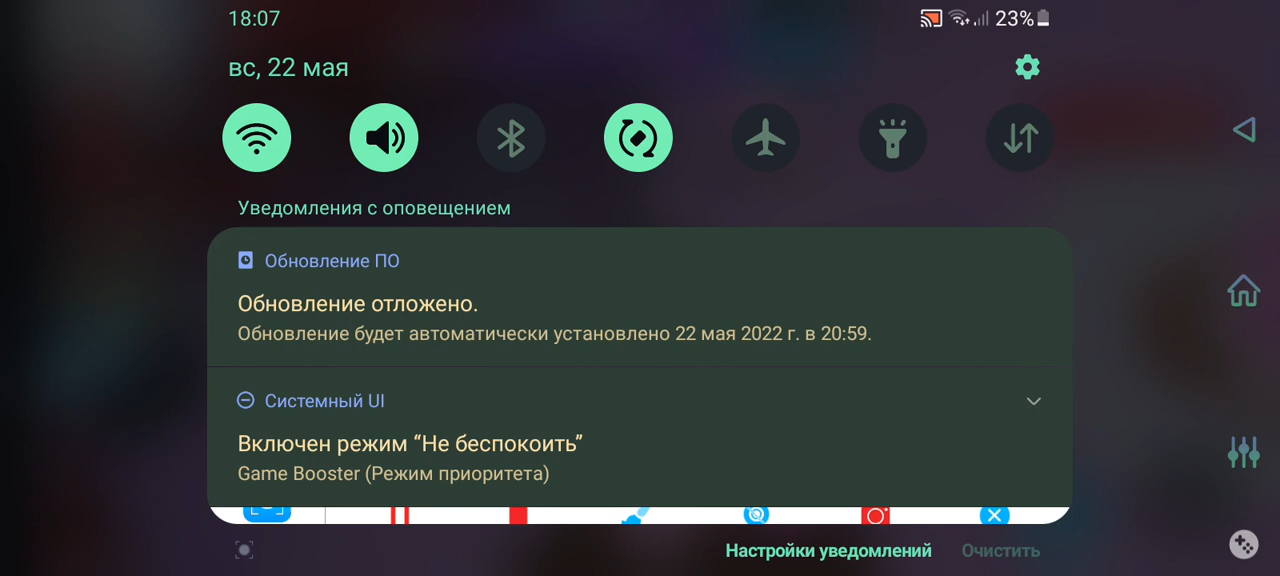 18:07
23%
вс, 22 мая
Уведомления с оповещением
Обновление ПО
Обновление отложено.
Обновление будет автоматически установлено 22 мая 2022 г. в 20:59.
Системный UI
Включен режим “Не беспокоить”
Game Booster (Режим приоритета)
Настройки уведомлений
Очистить